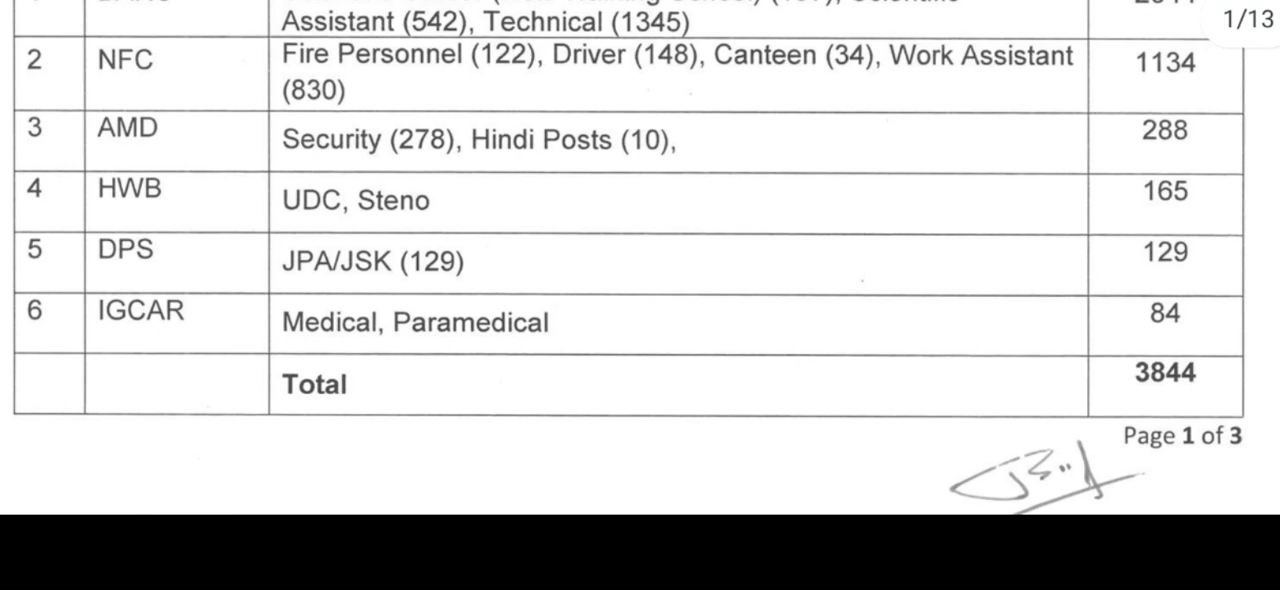 Assistant (542), Technical (1345)
1/13
2 NFC Fire Personnel (122), Driver (148), Canteen (34), Work Assistant 1134
(830)
3 AMD Security (278), Hindi Posts (10), 288
4 HWB UDC, Steno 165
5 DPS JPA/JSK (129) 129
6 IGCAR Medical, Paramedical 84
Total 3844
Page 1 of 3